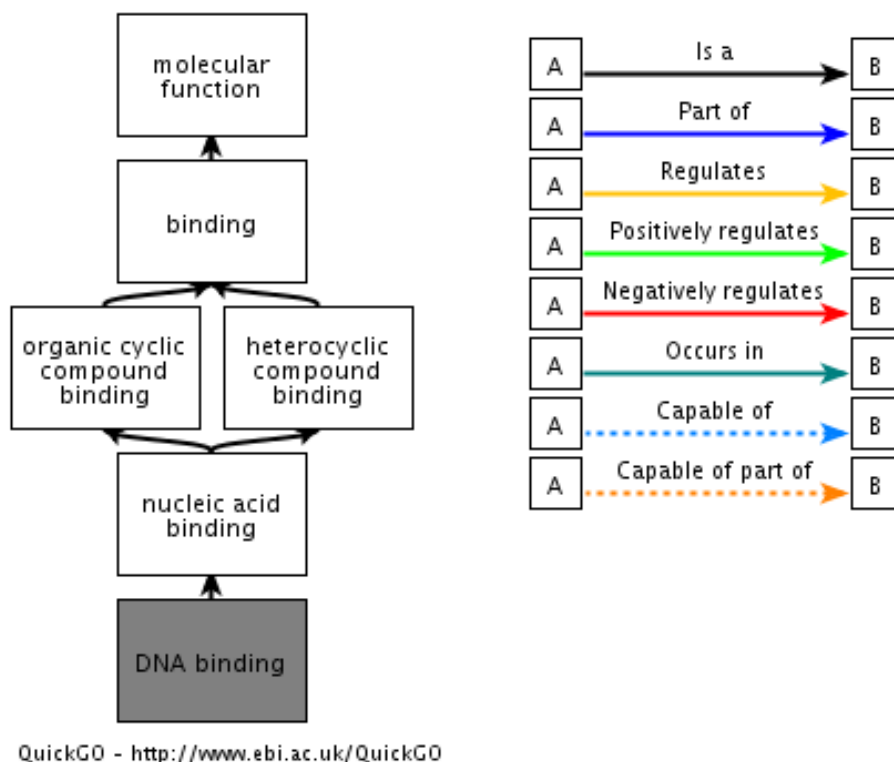 molecular
function
binding
organic cyclic
compound
binding
heterocyclic
compound
binding
nucleic acid
binding
DNA binding
QuickGO - http://www.ebi.ac.uk/QuickGO
A Is a B
A Part of B
A Regulates B
A Positively regulates B
A Negatively regulates B
A Occurs in B
A Capable of B
A Capable of part of B